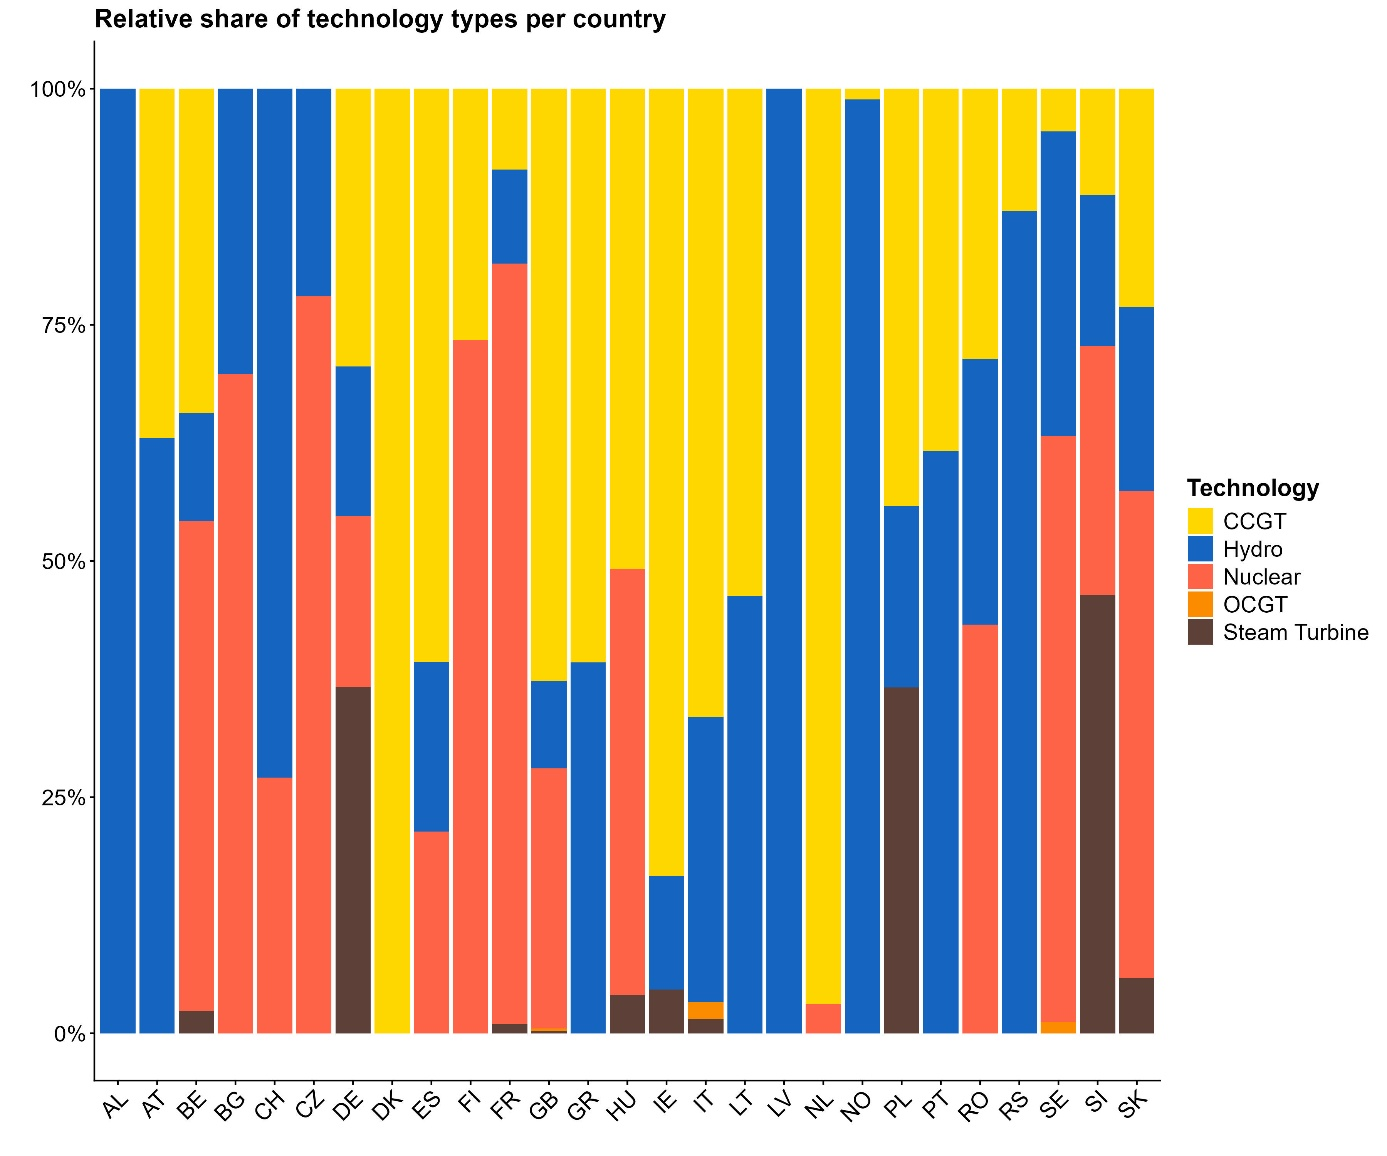 Relative share of technology types per country
100%
75%
50%
25%
0%
AL AT BE BG CH CZ DE DK ES FI FR GB GR HU IE IT LT LV NL NO PL PT RO RS SE SI SK
Technology
CCGT
Hydro
Nuclear
OCGT
Steam Turbine